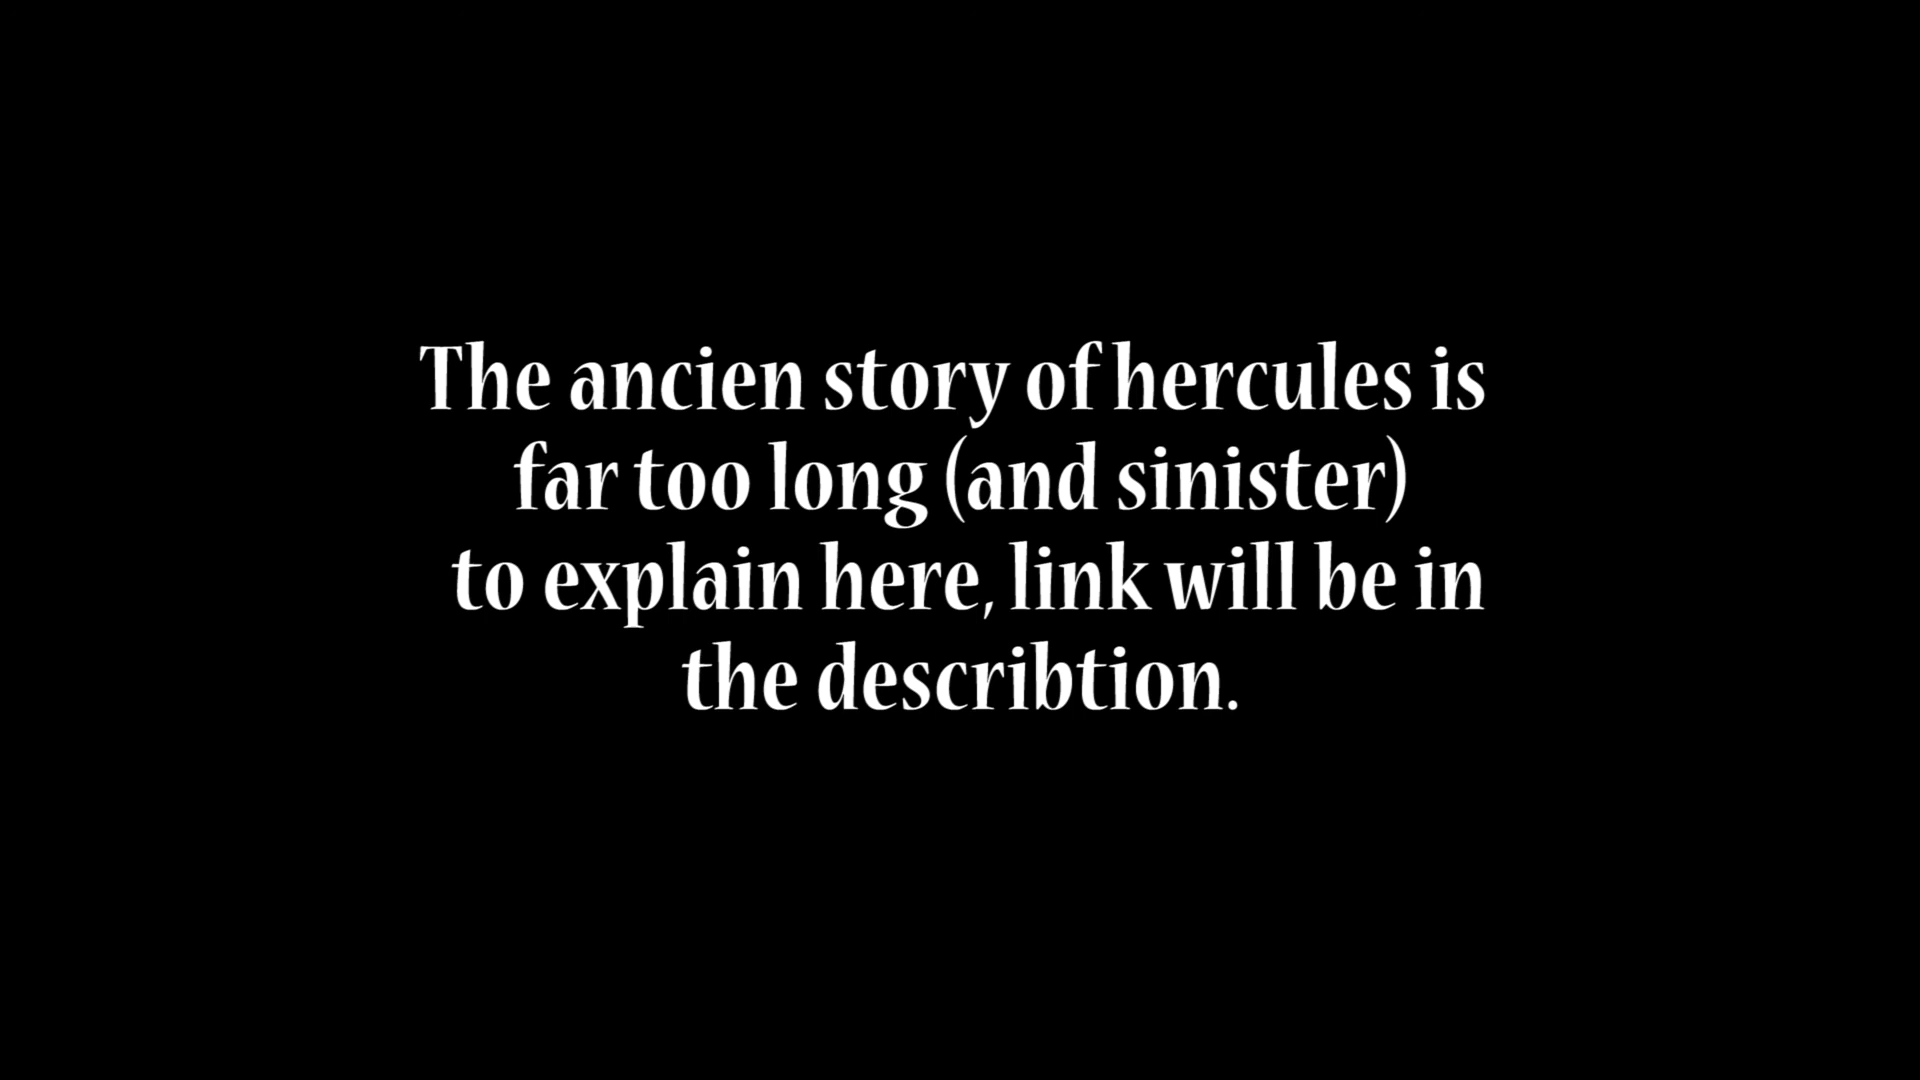 The ancien story of hercules is
far too long (and sinister)
to explain here, link will be in
the describtion.